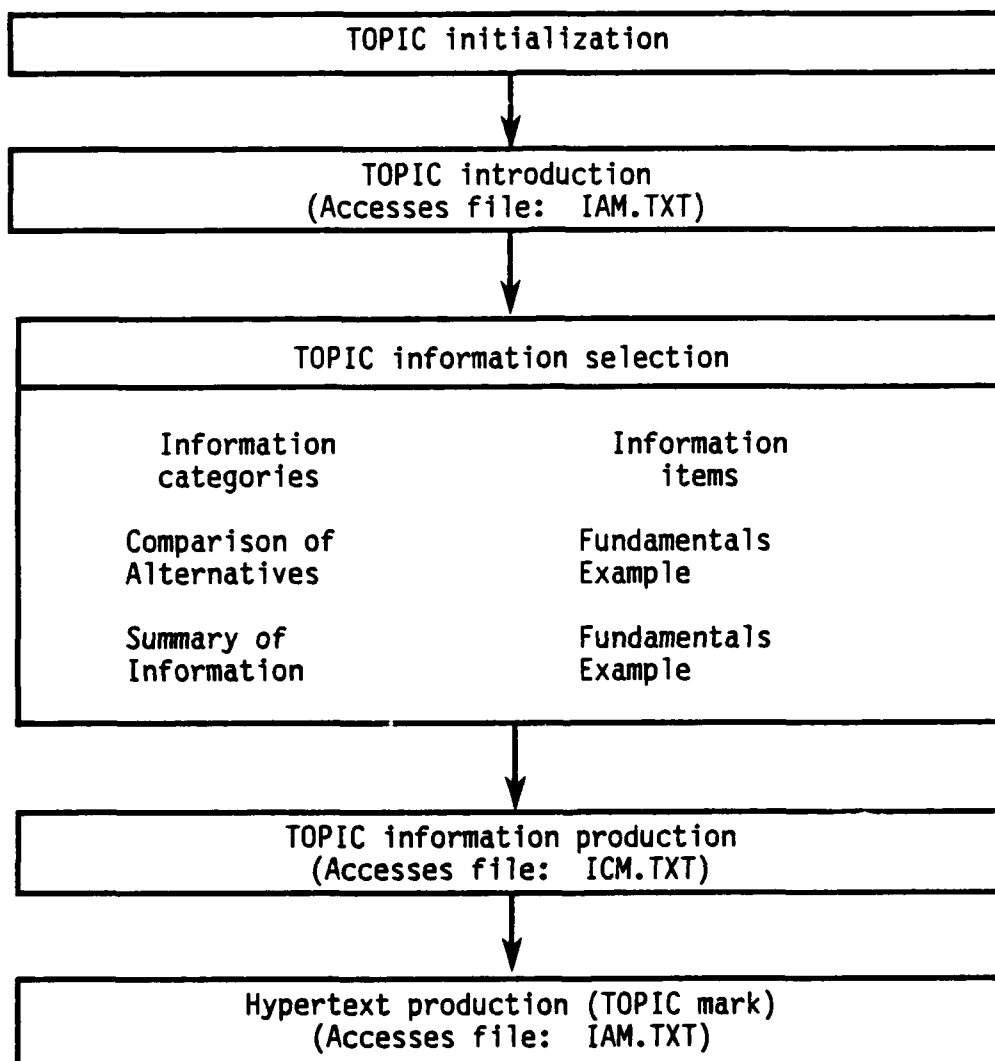 TOPIC initialization
TOPIC introduction
(Accesses file: IAM.TXT)
TOPIC information selection
Information categories
Information items
Comparison of Alternatives
Fundamentals
Example
Summary of Information
Fundamentals
Example
TOPIC information production
(Accesses file: ICM.TXT)
Hypertext production (TOPIC mark)
(Accesses file: IAM.TXT)